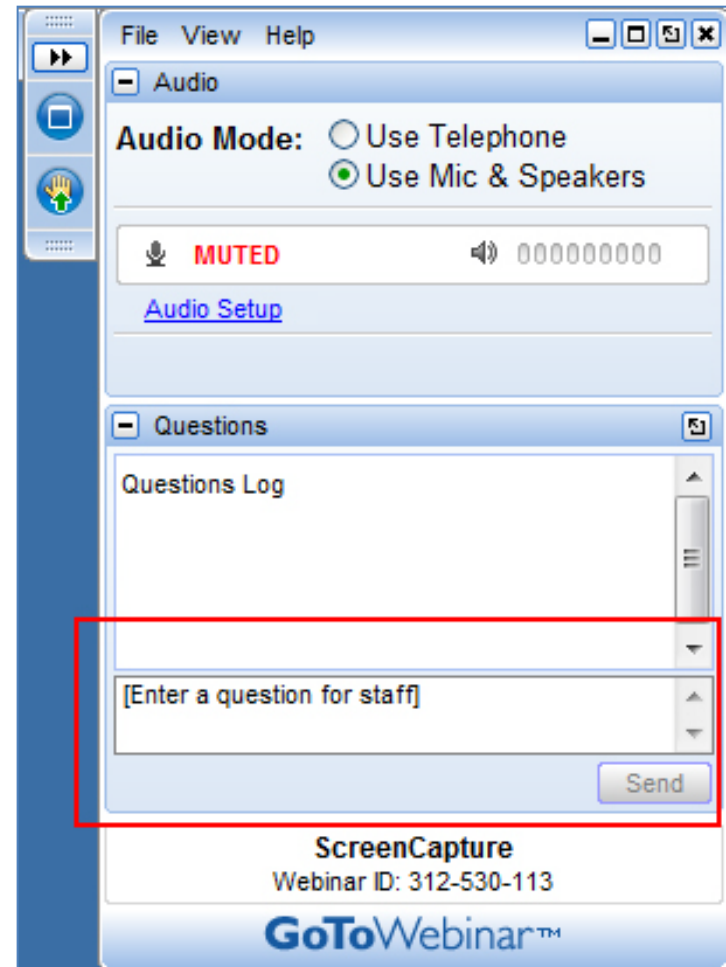 File View Help
Audio
Audio Mode: Use Telephone
Use Mic & Speakers
MUTED 000000000
Audio Setup
Questions
Questions Log
[Enter a question for staff]
Send
ScreenCapture
Webinar ID: 312-530-113
GoToWebinar™